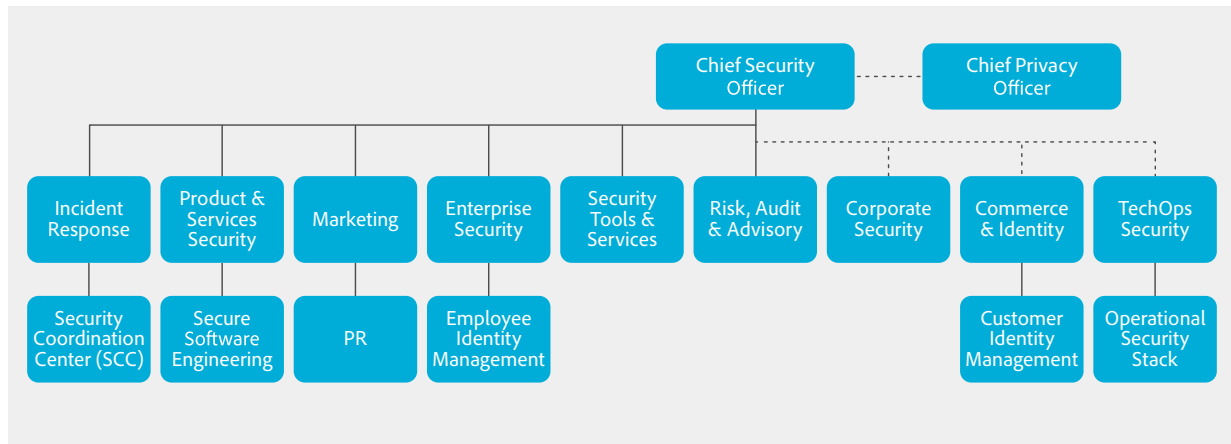 Chief Security
Officer
Chief Privacy
Officer
Incident
Response
Product &
Services
Security
Marketing
Enterprise
Security
Security
Tools &
Services
Risk, Audit
& Advisory
Corporate
Security
Commerce
& Identity
TechOps
Security
Security
Coordination
Center (SCC)
Secure
Software
Engineering
PR
Employee
Identity
Management
Customer
Identity
Management
Operational
Security
Stack